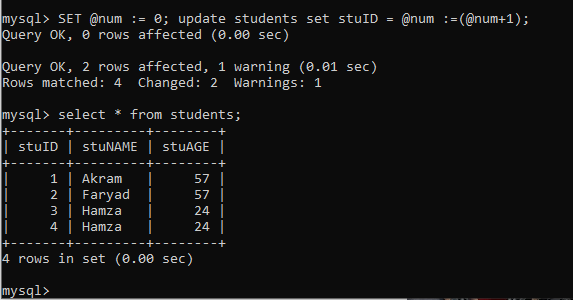 mysql> SET @num := 0; update students set stuID = @num :=(@num+1);
Query OK, 0 rows affected (0.00 sec)
Query OK, 2 rows affected, 1 warning (0.01 sec)
Rows matched: 4  Changed: 2  Warnings: 1
mysql> select * from students;
+-------+---------+--------+
| stuID | stuNAME | stuAGE |
+-------+---------+--------+
|     1 | Akram   |     57 |
|     2 | Faryad  |     57 |
|     3 | Hamza   |     24 |
|     4 | Hamza   |     24 |
+-------+---------+--------+
4 rows in set (0.00 sec)
mysql>